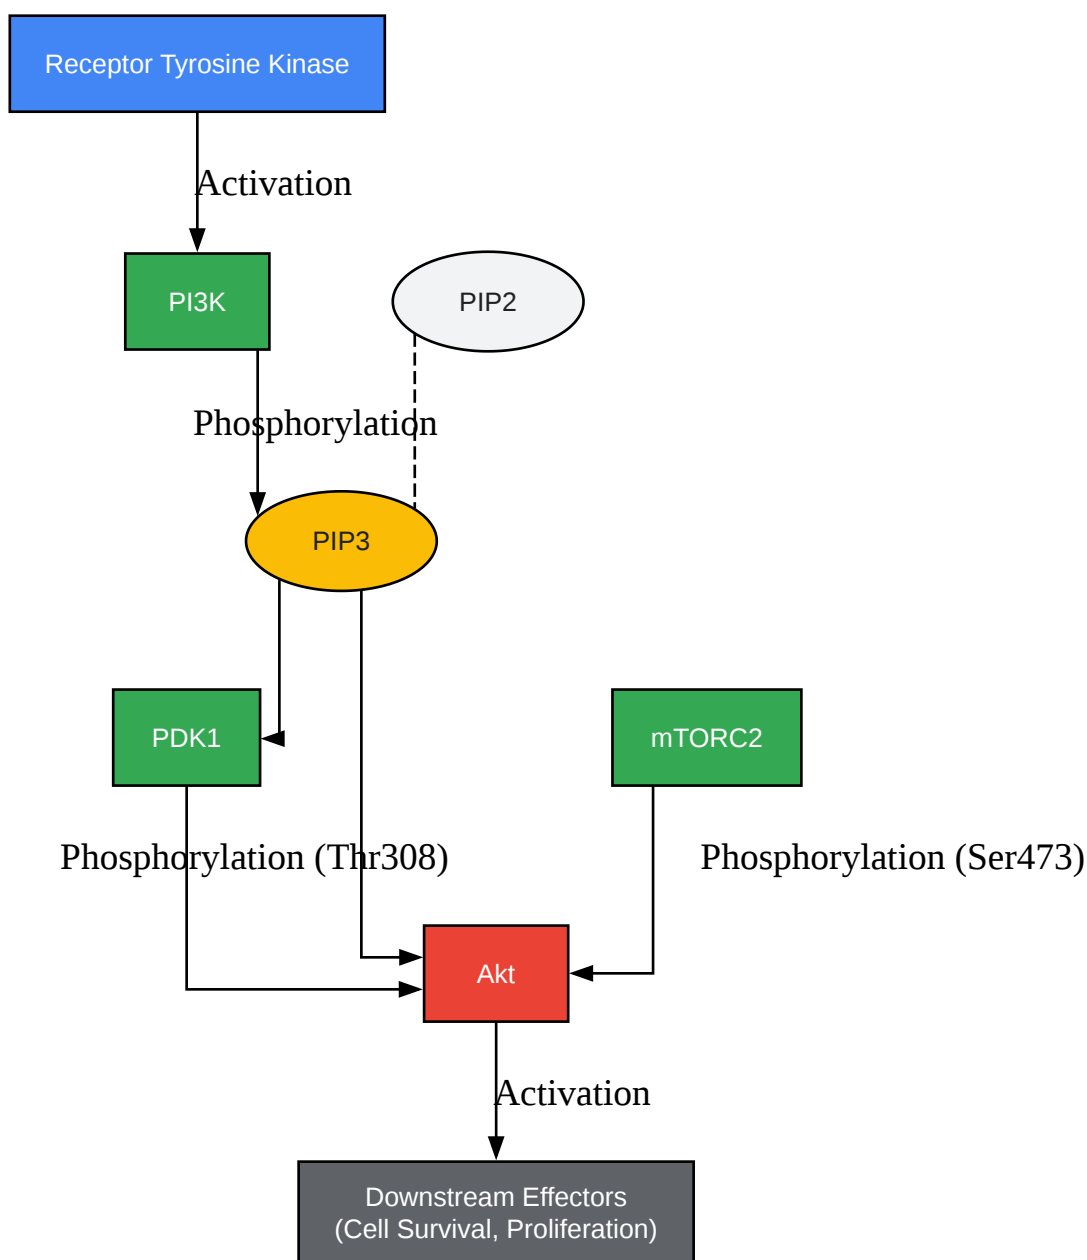 Receptor Tyrosine Kinase
Activation
PI3K
PIP2
Phosphorylation
PIP3
PDK1
mTORC2
Phosphorylation (Thr308)
Phosphorylation (Ser473)
Akt
Activation
Downstream Effectors
(Cell Survival, Proliferation)